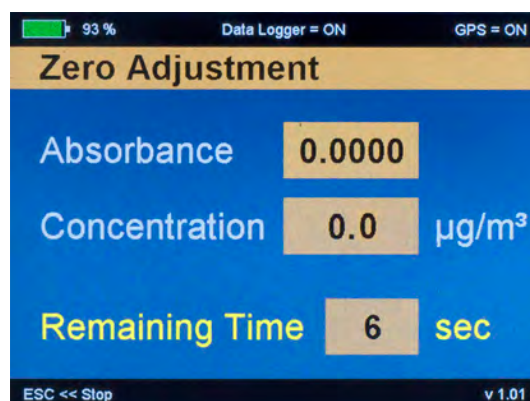 93 % Data Logger = ON GPS = ON
Zero Adjustment
Absorbance 0.0000
Concentration 0.0 µg/m³
Remaining Time 6 sec
ESC << Stop v 1.01